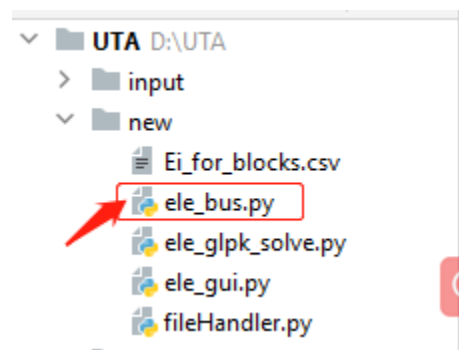 UTA D:\UTA
input
new
Ei_for_blocks.csv
ele_bus.py
ele_glpk_solve.py
ele_gui.py
fileHandler.py